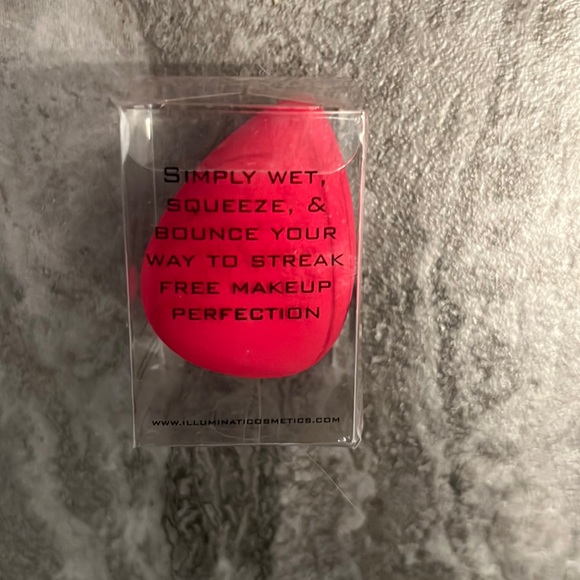 Simply wet,
squeeze, &
bounce your
way to streak
free makeup
perfection
www.illuminaticosmetics.com